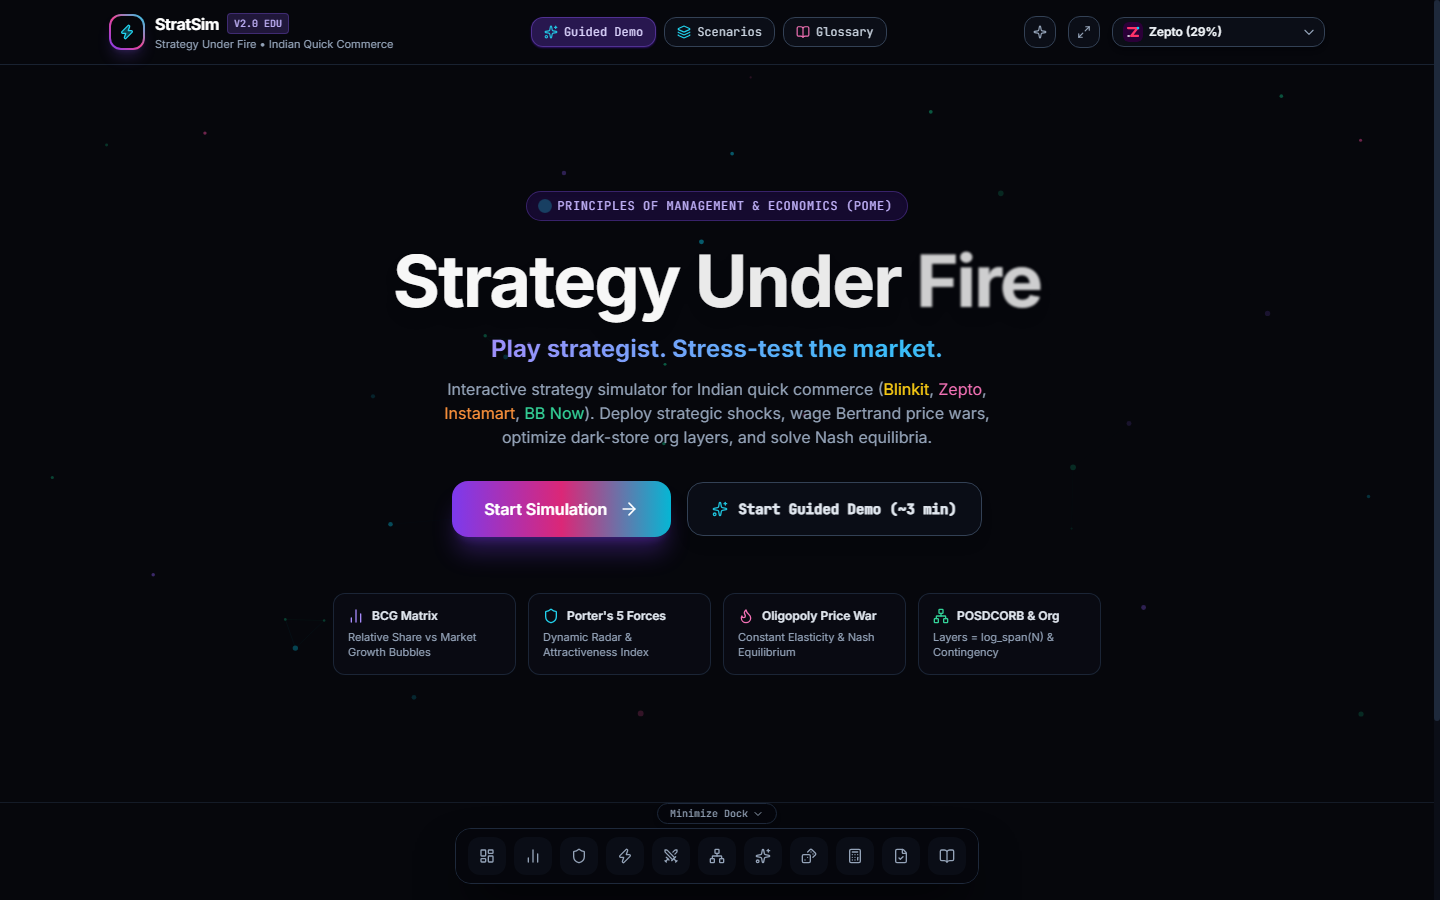 StratSim V2.0 EDU
Strategy Under Fire • Indian Quick Commerce
Guided Demo
Scenarios
Glossary
Zepto (29%)
PRINCIPLES OF MANAGEMENT & ECONOMICS (POME)
Strategy Under Fire
Play strategist. Stress-test the market.
Interactive strategy simulator for Indian quick commerce (Blinkit, Zepto,
Instamart, BB Now). Deploy strategic shocks, wage Bertrand price wars,
optimize dark-store org layers, and solve Nash equilibria.
Start Simulation
Start Guided Demo (~3 min)
BCG Matrix
Relative Share vs Market
Growth Bubbles
Porter's 5 Forces
Dynamic Radar &
Attractiveness Index
Oligopoly Price War
Constant Elasticity & Nash
Equilibrium
POSDCORB & Org
Layers = log_span(N) &
Contingency
Minimize Dock